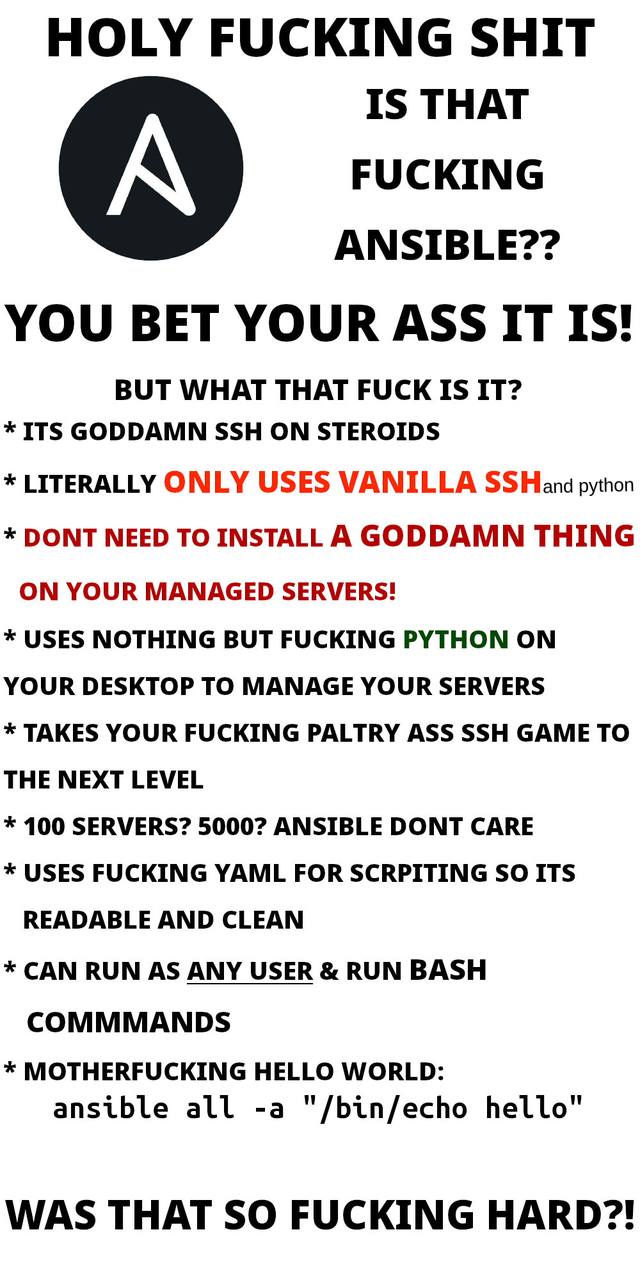 HOLY FUCKING SHIT
IS THAT
FUCKING
ANSIBLE??
YOU BET YOUR ASS IT IS!
BUT WHAT THAT FUCK IS IT?
* ITS GODDAMN SSH ON STEROIDS
* LITERALLY ONLY USES VANILLA SSHand python
* DONT NEED TO INSTALL A GODDAMN THING
ON YOUR MANAGED SERVERS!
* USES NOTHING BUT FUCKING PYTHON ON
YOUR DESKTOP TO MANAGE YOUR SERVERS
* TAKES YOUR FUCKING PALTRY ASS SSH GAME TO
THE NEXT LEVEL
* 100 SERVERS? 5000? ANSIBLE DONT CARE
* USES FUCKING YAML FOR SCRPITING SO ITS
READABLE AND CLEAN
* CAN RUN AS ANY USER & RUN BASH
COMMMANDS
* MOTHERFUCKING HELLO WORLD:
ansible all -a "/bin/echo hello"
WAS THAT SO FUCKING HARD?!